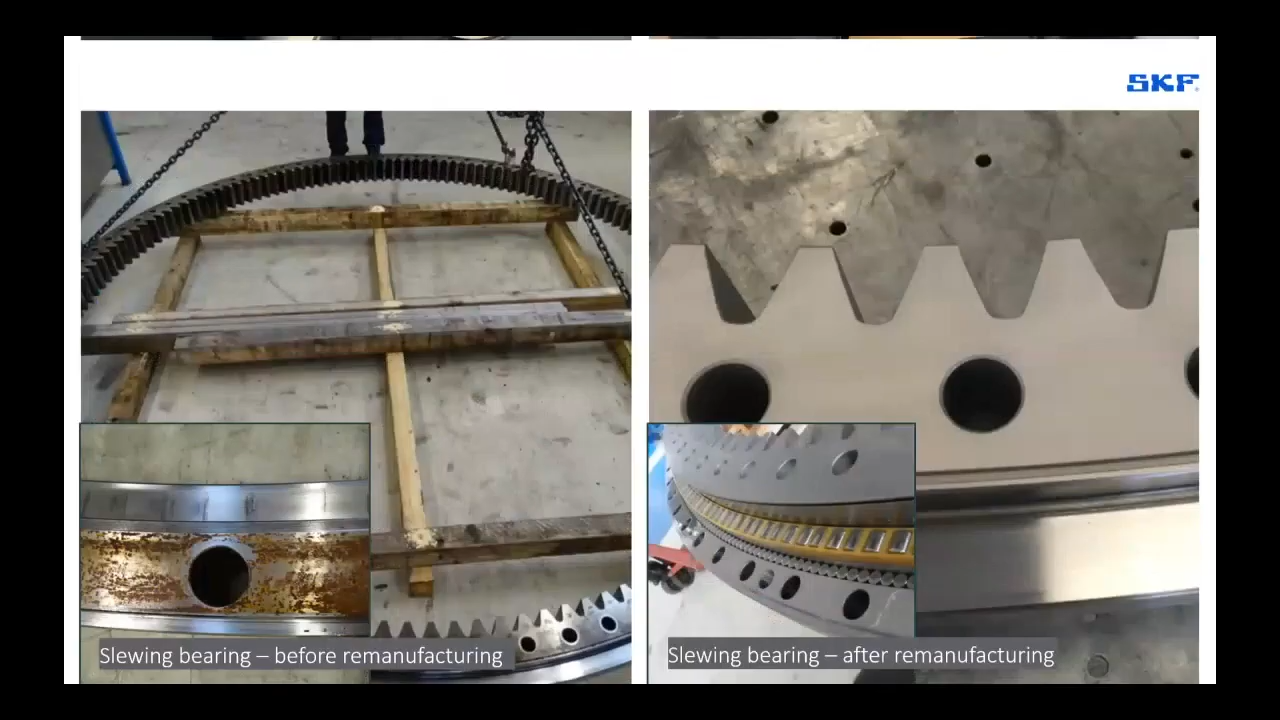 SKF
Slewing bearing – before remanufacturing
Slewing bearing – after remanufacturing